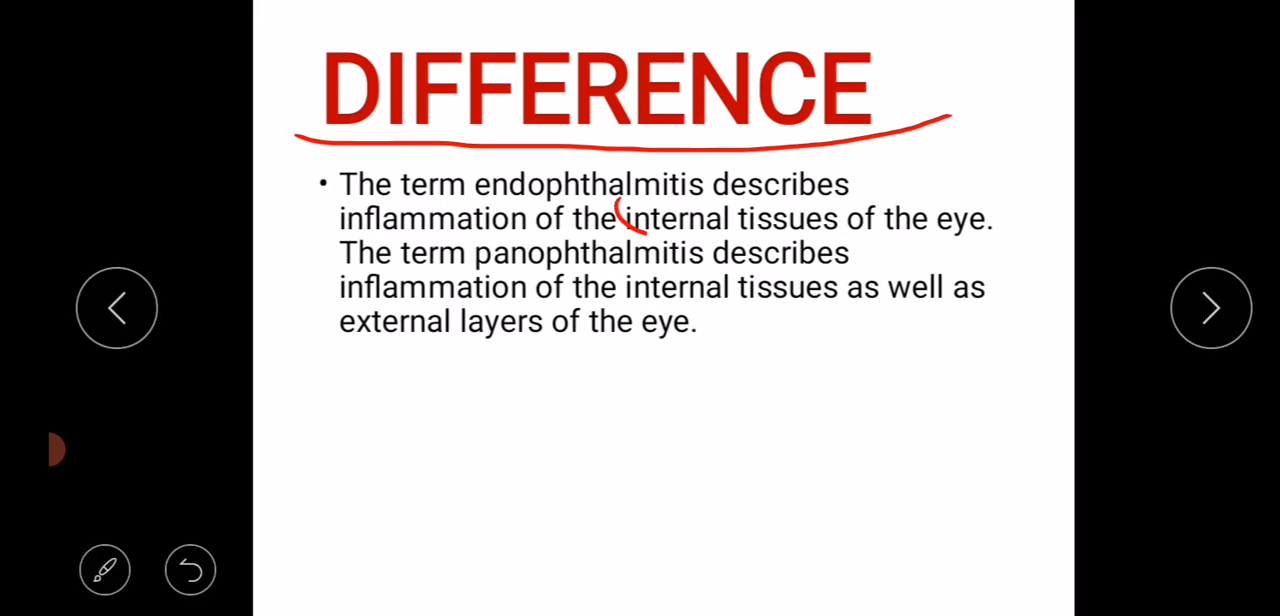 DIFFERENCE
• The term endophthalmitis describes
inflammation of the internal tissues of the eye.
The term panophthalmitis describes
inflammation of the internal tissues as well as
external layers of the eye.